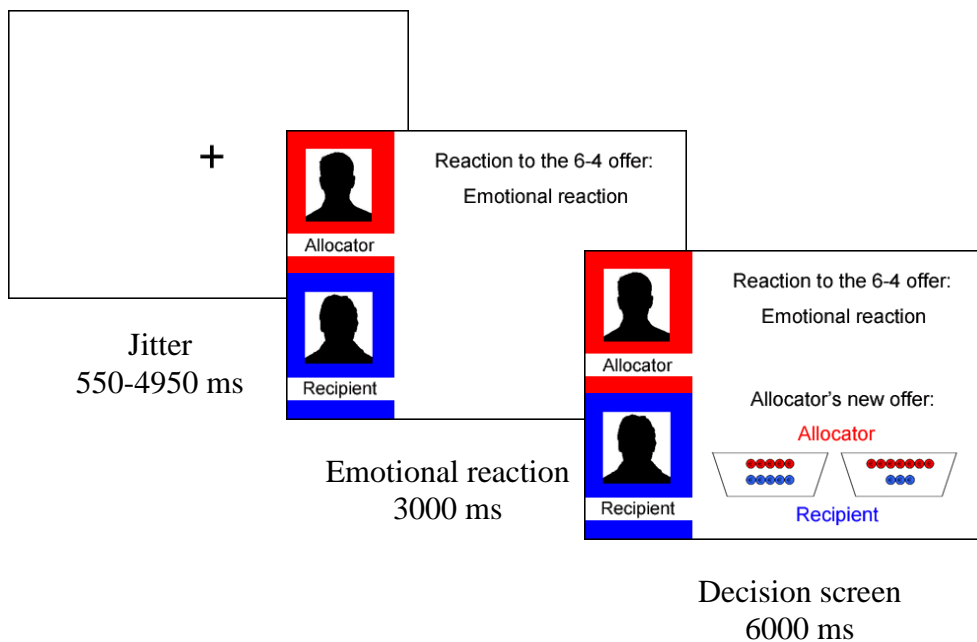 +
Jitter
550-4950 ms
Reaction to the 6-4 offer:
Emotional reaction
Allocator
Recipient
Emotional reaction
3000 ms
Reaction to the 6-4 offer:
Emotional reaction
Allocator
Recipient
Allocator's new offer:
Allocator
Recipient
Decision screen
6000 ms